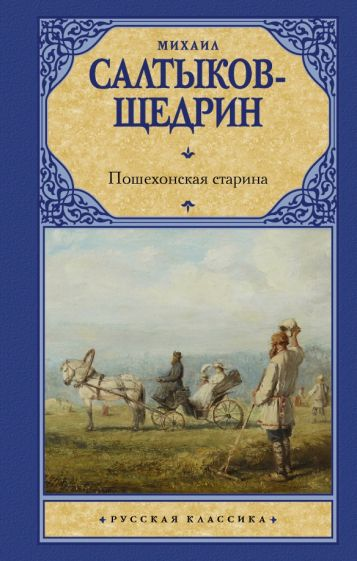 МИХАИЛ
САЛТЫКОВ-
ЩЕДРИН
Пошехонская старина
РУССКАЯ КЛАССИКА